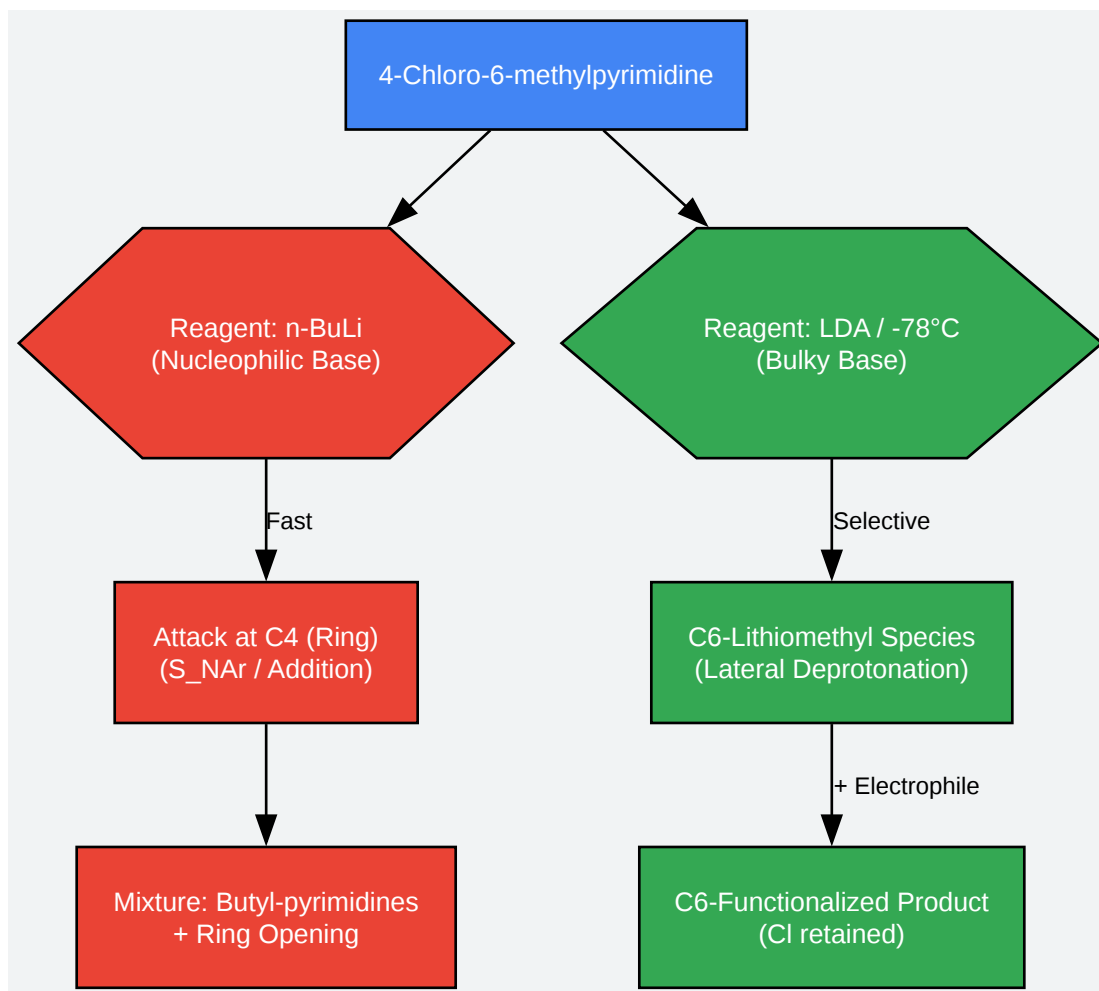 4-Chloro-6-methylpyrimidine
Reagent: n-BuLi
(Nucleophilic Base)
Reagent: LDA / -78°C
(Bulky Base)
Fast
Selective
Attack at C4 (Ring)
(S_NAr / Addition)
C6-Lithiomethyl Species
(Lateral Deprotonation)
+ Electrophile
Mixture: Butyl-pyrimidines
+ Ring Opening
C6-Functionalized Product
(Cl retained)